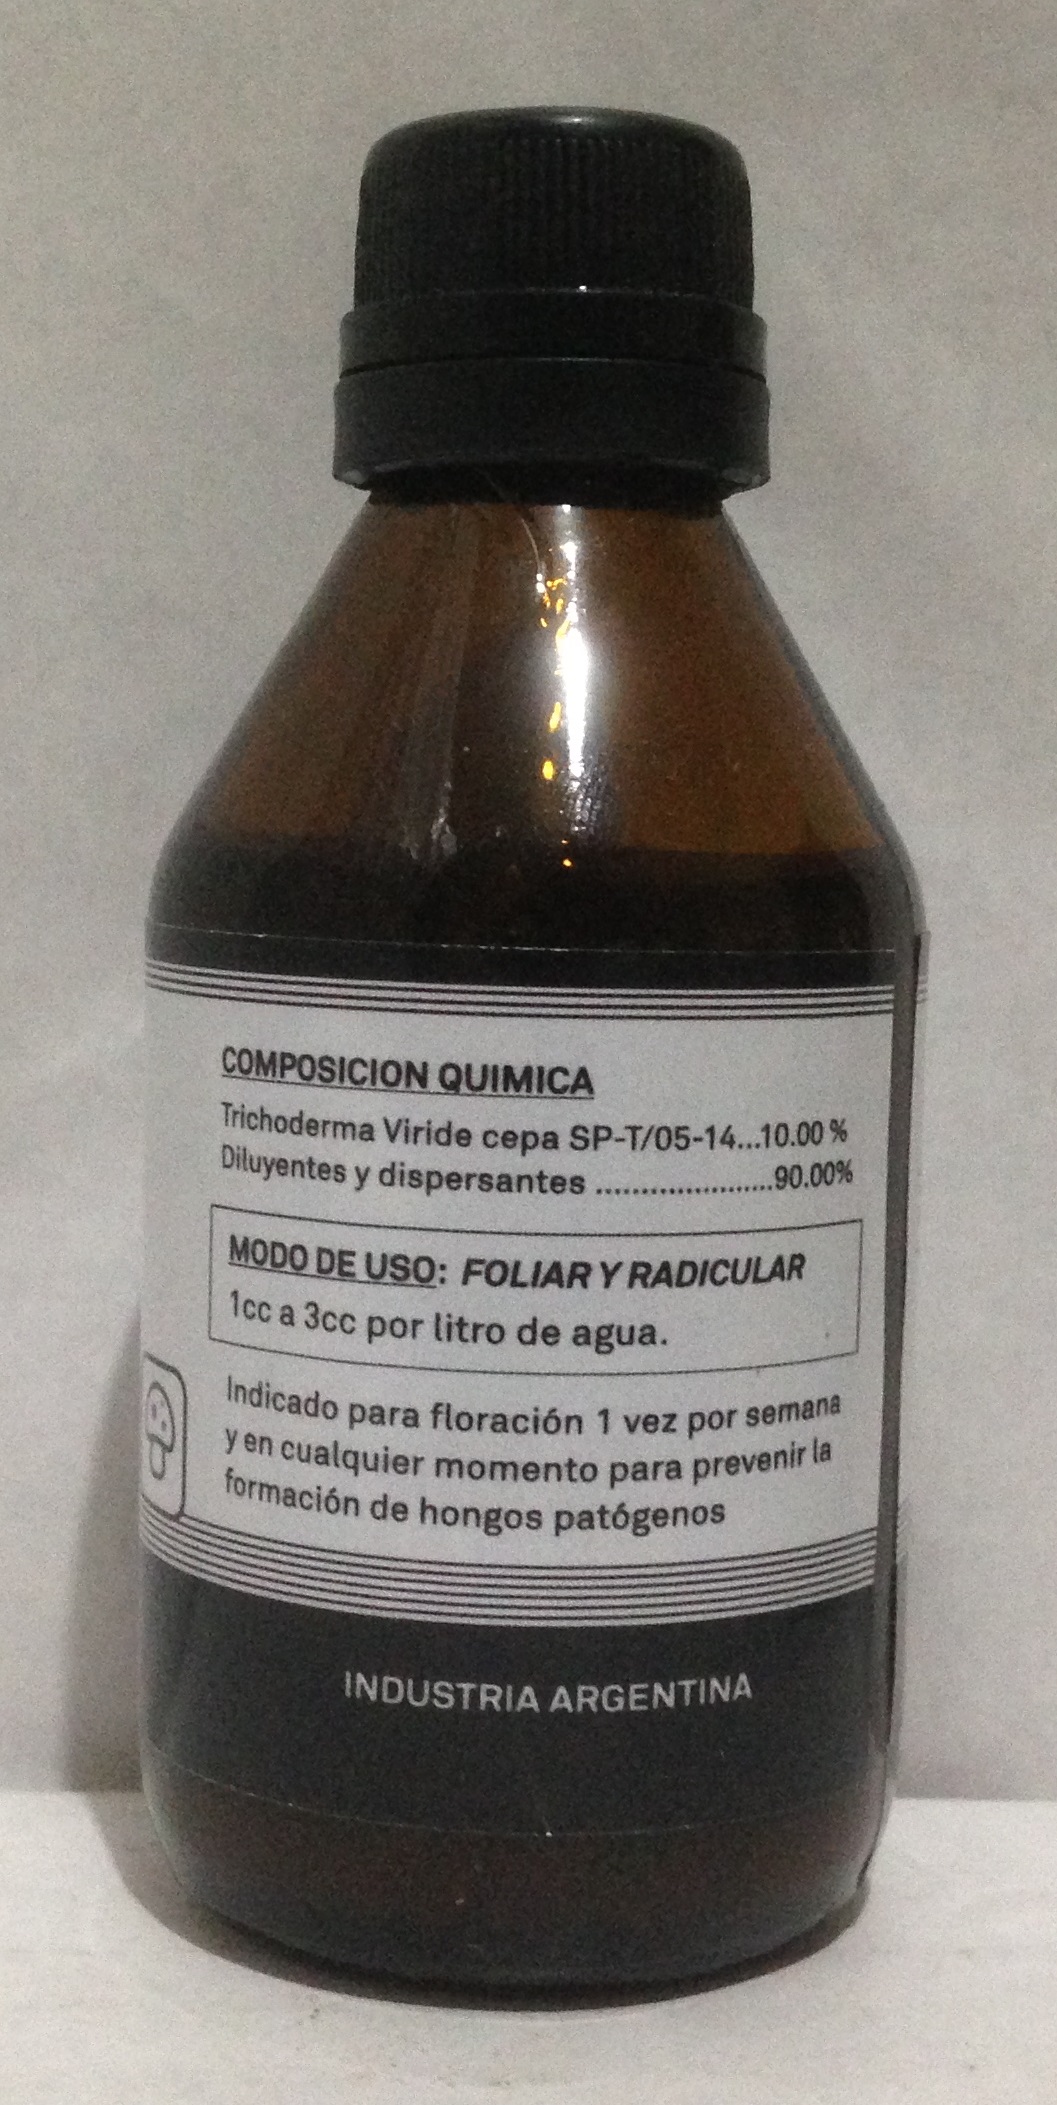 COMPOSICION QUIMICA
Trichoderma Viride cepa SP-T/05-14...10.00 %
Diluyentes y dispersantes ........................90.00%
MODO DE USO: FOLIAR Y RADICULAR
1cc a 3cc por litro de agua.
Indicado para floración 1 vez por semana
y en cualquier momento para prevenir la
formación de hongos patógenos
INDUSTRIA ARGENTINA